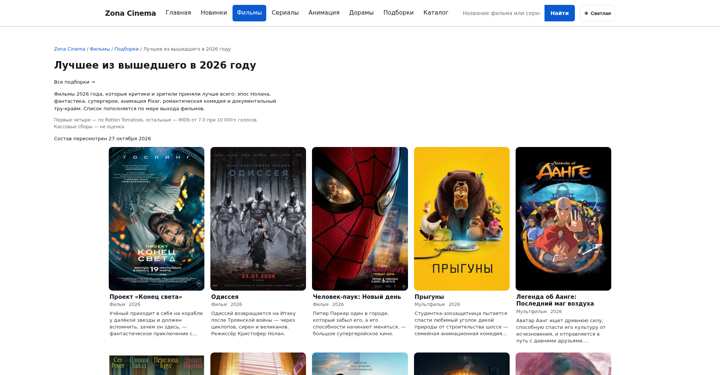 Zona Cinema
Главная
Новинки
Фильмы
Сериалы
Анимация
Дорамы
Подборки
Каталог
Название фильма или сери
Найти
Светлая
Zona Cinema / Фильмы / Подборки / Лучшее из вышедшего в 2026 году
Лучшее из вышедшего в 2026 году
Все подборки →
Фильмы 2026 года, которые критики и зрители приняли лучше всего: эпос Нолана,
фантастика, супергерои, анимация Pixar, романтическая комедия и документальный
тру-крайм. Список пополняется по мере выхода фильмов.
Первые четыре — по Rotten Tomatoes, остальные — IMDb от 7.0 при 10 000+ голосов.
Кассовые сборы — не оценка.
Состав пересмотрен 27 октября 2026
ГОСЛИНГ
ПРОЕКТ
КОНЕЦ
СВЕТА
19 МАРТА
ОДИССЕЯ
ПРЫГУНЫ
Легенда об
ААНГЕ
Проект «Конец света»
Фильм · 2026
Учёный приходит в себя на корабле
у далёкой звезды и должен
вспомнить, зачем он здесь, —
фантастическое приключение с…
Одиссея
Фильм · 2026
Одиссей возвращается на Итаку
после Троянской войны — через
циклопов, сирен и великанов.
Режиссёр Кристофер Нолан.
Человек-паук: Новый день
Фильм · 2026
Питер Паркер один в городе,
который забыл его, а его
способности начинают меняться, —
большое супергеройское кино.
Прыгуны
Мультфильм · 2026
Студентка-зоозащитница пытается
спасти любимый уголок дикой
природы от строительства шоссе —
семейная анимационная комедия…
Легенда об Аанге:
Последний маг воздуха
Мультфильм · 2026
Аватар Аанг ищет древнюю силу,
способную спасти его культуру от
исчезновения, и отправляется в
путь с давними друзьями…